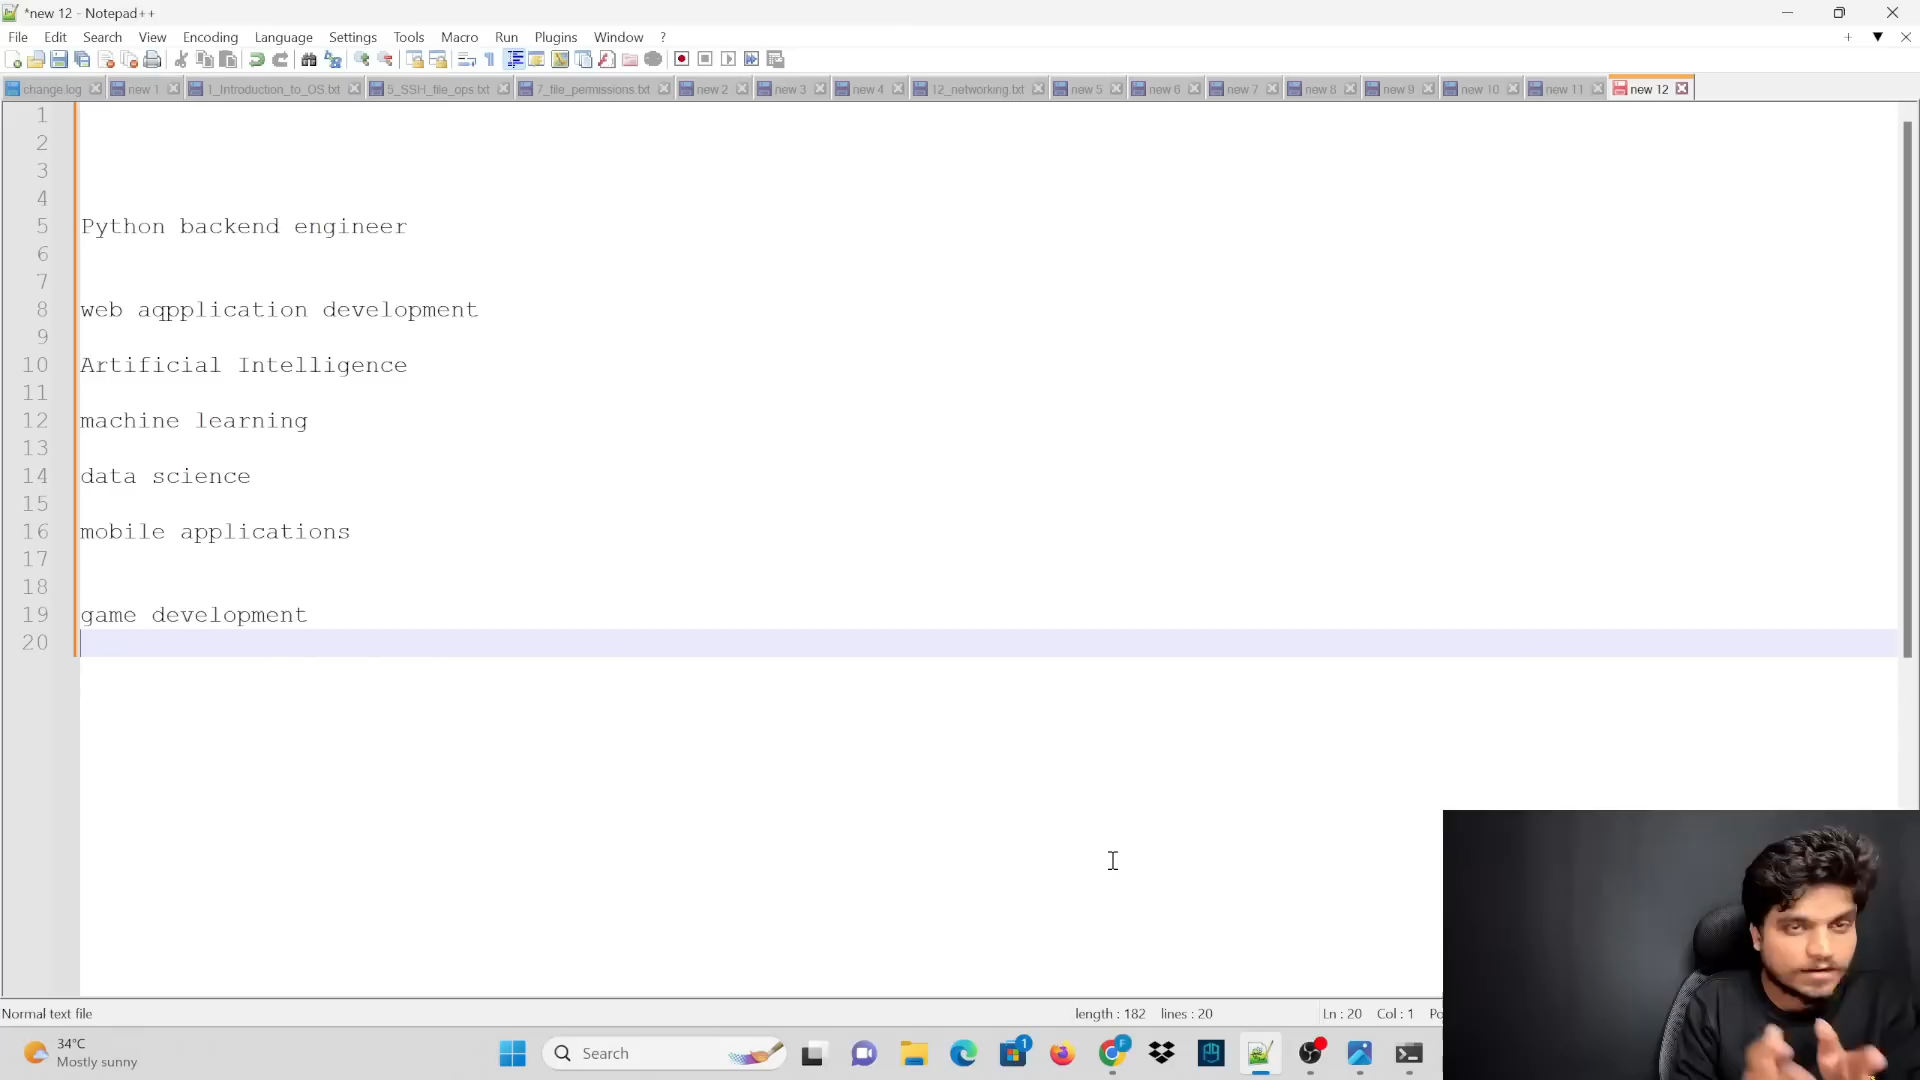 *new 12 - Notepad++
File Edit Search View Encoding Language Settings Tools Macro Run Plugins Window ?
change.log new 1 1_Introduction_to_OS.txt 5_SSH_file_ops.txt 7_file_permissions.txt new 2 new 3 new 4 12_networking.txt new 5 new 6 new 7 new 8 new 9 new 10 new 11 new 12
1
2
3
4
5 Python backend engineer
6
7
8 web aqpplication development
9
10 Artificial Intelligence
11
12 machine learning
13
14 data science
15
16 mobile applications
17
18
19 game development
20
Normal text file length : 182 lines : 20 Ln : 20 Col : 1 Po
34°C
Mostly sunny
Search
1
F